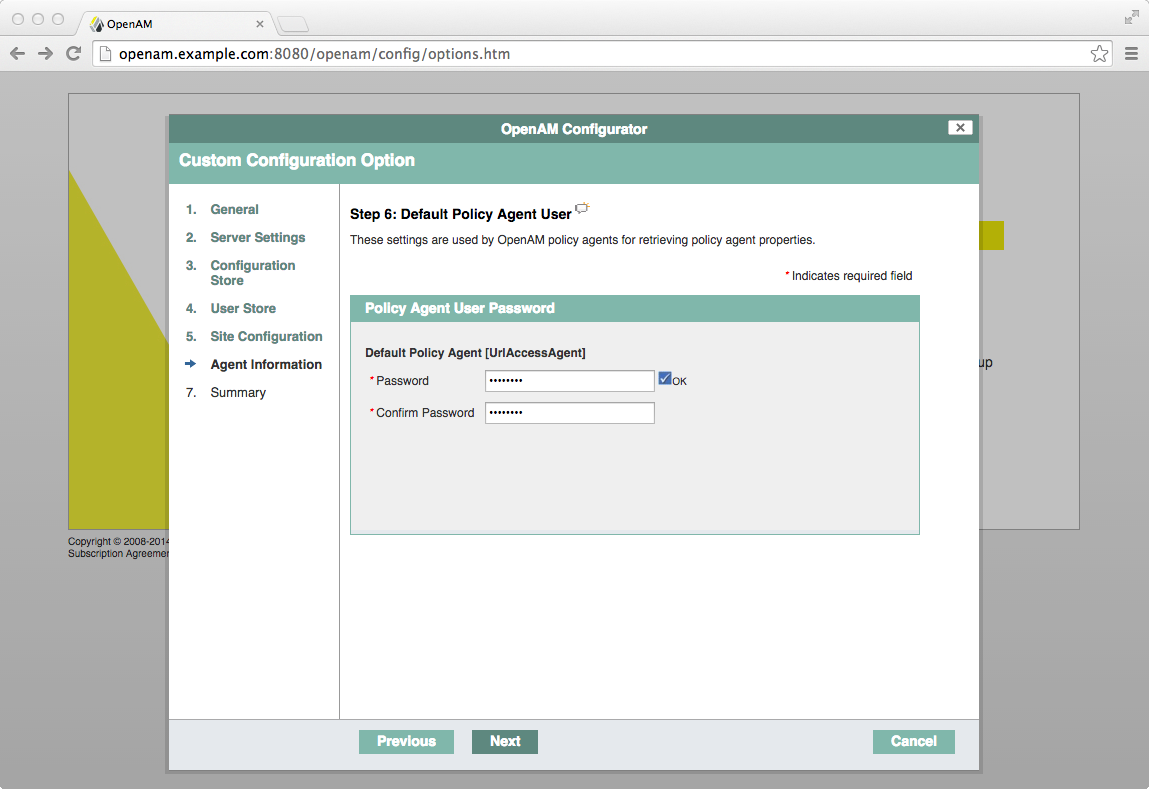 OpenAM
openam.example.com:8080/openam/config/options.htm
OpenAM Configurator
Custom Configuration Option
1. General
2. Server Settings
3. Configuration
Store
4. User Store
5. Site Configuration
Agent Information
7. Summary
Step 6: Default Policy Agent User
These settings are used by OpenAM policy agents for retrieving policy agent properties.
* Indicates required field
Policy Agent User Password
Default Policy Agent [UrlAccessAgent]
* Password •••••••• OK
* Confirm Password ••••••••
up
Copyright © 2008-2014
Subscription
Previous Next Cancel